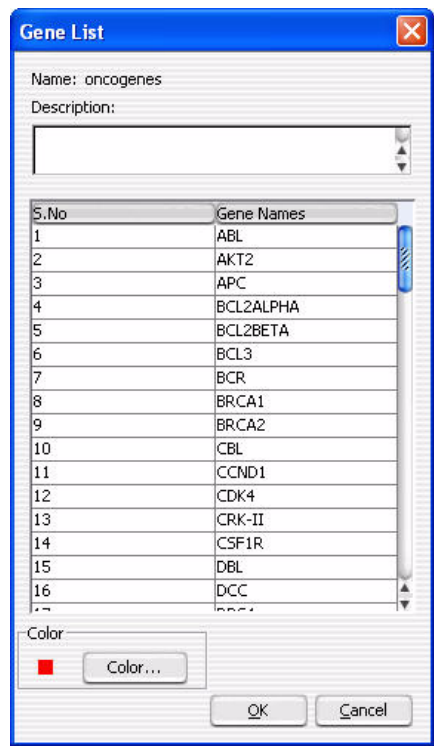 Gene List
Name: oncogenes
Description:
S.No Gene Names
1 ABL
2 AKT2
3 APC
4 BCL2ALPHA
5 BCL2BETA
6 BCL3
7 BCR
8 BRCA1
9 BRCA2
10 CBL
11 CCND1
12 CDK4
13 CRK-II
14 CSF1R
15 DBL
16 DCC
Color
Color...
OK Cancel